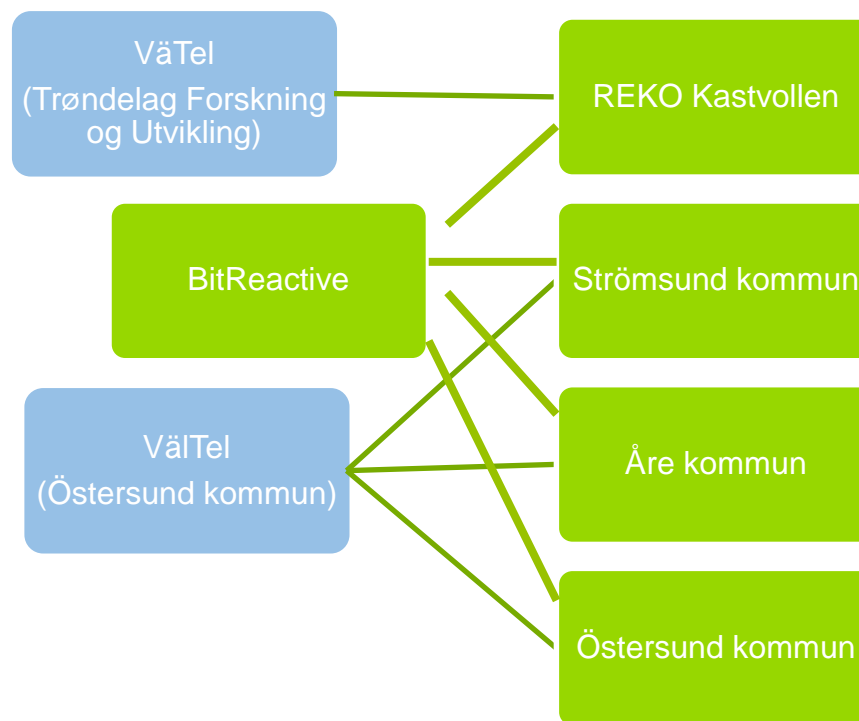 VäTel
(Trøndelag Forskning
og Utvikling)
REKO Kastvollen
BitReactive
Strömsund kommun
VälTel
(Östersund kommun)
Åre kommun
Östersund kommun